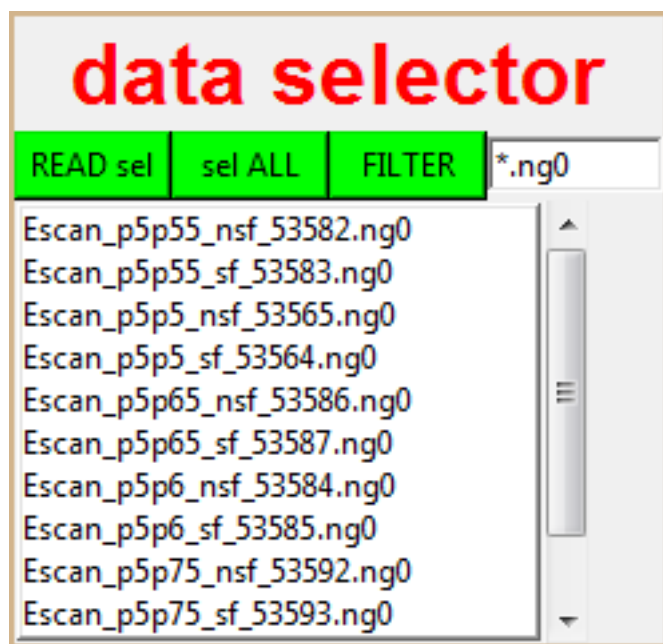 data selector
READ sel sel ALL FILTER *.ng0
Escan_p5p55_nsf_53582.ng0
Escan_p5p55_sf_53583.ng0
Escan_p5p5_nsf_53565.ng0
Escan_p5p5_sf_53564.ng0
Escan_p5p65_nsf_53586.ng0
Escan_p5p65_sf_53587.ng0
Escan_p5p6_nsf_53584.ng0
Escan_p5p6_sf_53585.ng0
Escan_p5p75_nsf_53592.ng0
Escan_p5p75_sf_53593.ng0